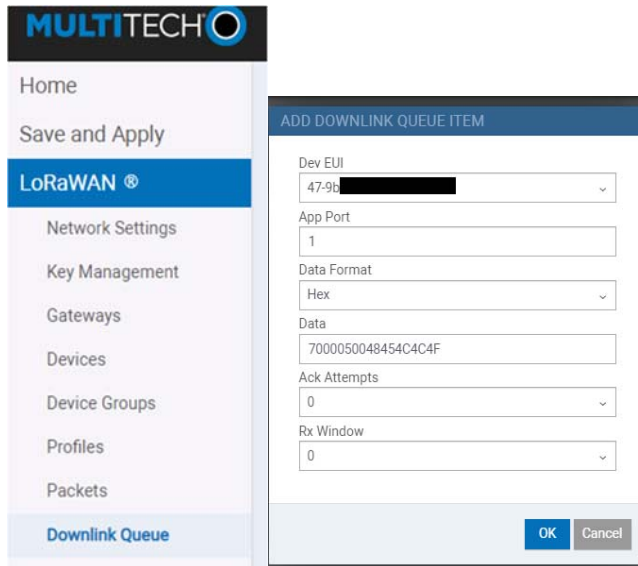 MULTITECH
Home
Save and Apply
LoRaWAN ®
Network Settings
Key Management
Gateways
Devices
Device Groups
Profiles
Packets
Downlink Queue
ADD DOWNLINK QUEUE ITEM
Dev EUI
47-9b
App Port
1
Data Format
Hex
Data
7000050048454C4C4F
Ack Attempts
0
Rx Window
0
OK Cancel